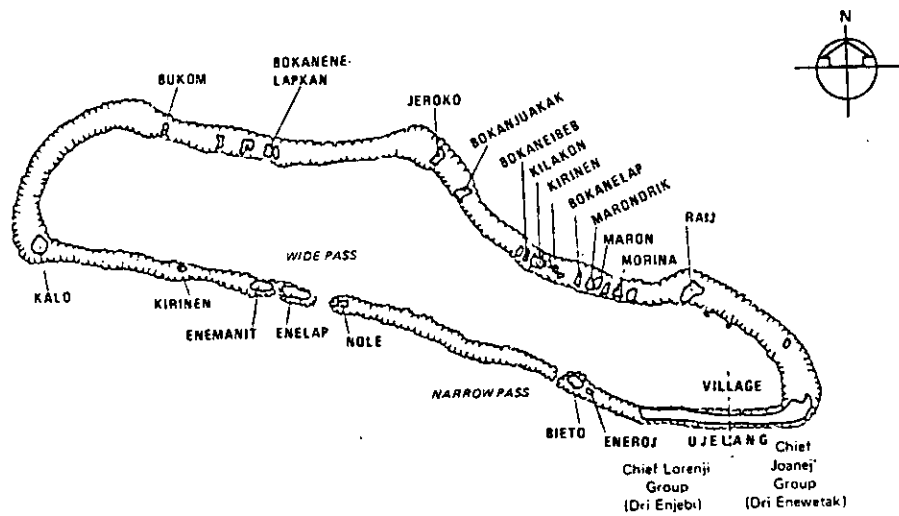 N
BUKOM
BOKANENE-
LAPKAN
JEROKO
BOKANJUAKAK
BOKANEIBEB
KILAKON
KIRINEN
BOKANELAP
MARONDRIK
MARON
MORINA
RAIJ
WIDE PASS
KALO
KIRINEN
ENEMANIT
ENELAP
NOLE
NARROW PASS
BIETO
ENEROJ
VILLAGE
UJELANG
Chief Lorenji
Group
(Dri Enjebi)
Chief
Joanej'
Group
(Dri Enewetak)